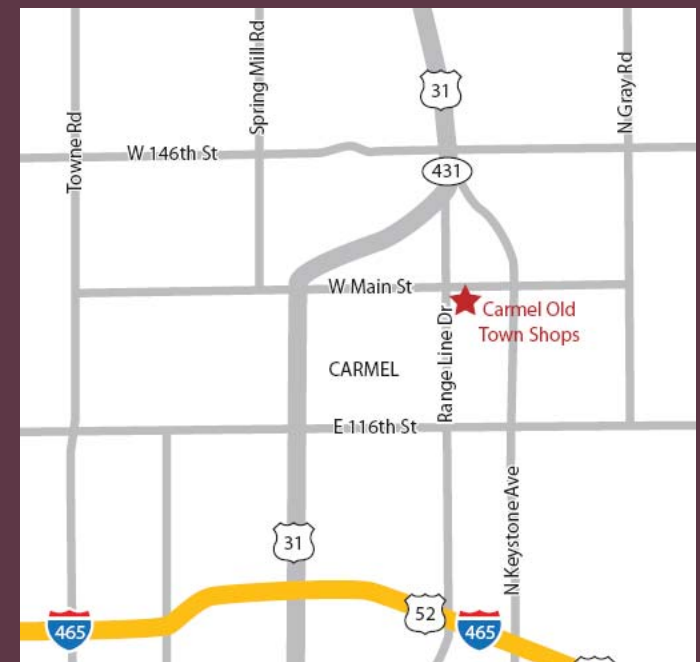 Spring Mill Rd
N Gray Rd
31
Towne Rd
W 146th St
431
W Main St
Range Line Dr
Carmel Old
Town Shops
CARMEL
E 116th St
N Keystone Ave
31
52
465
465